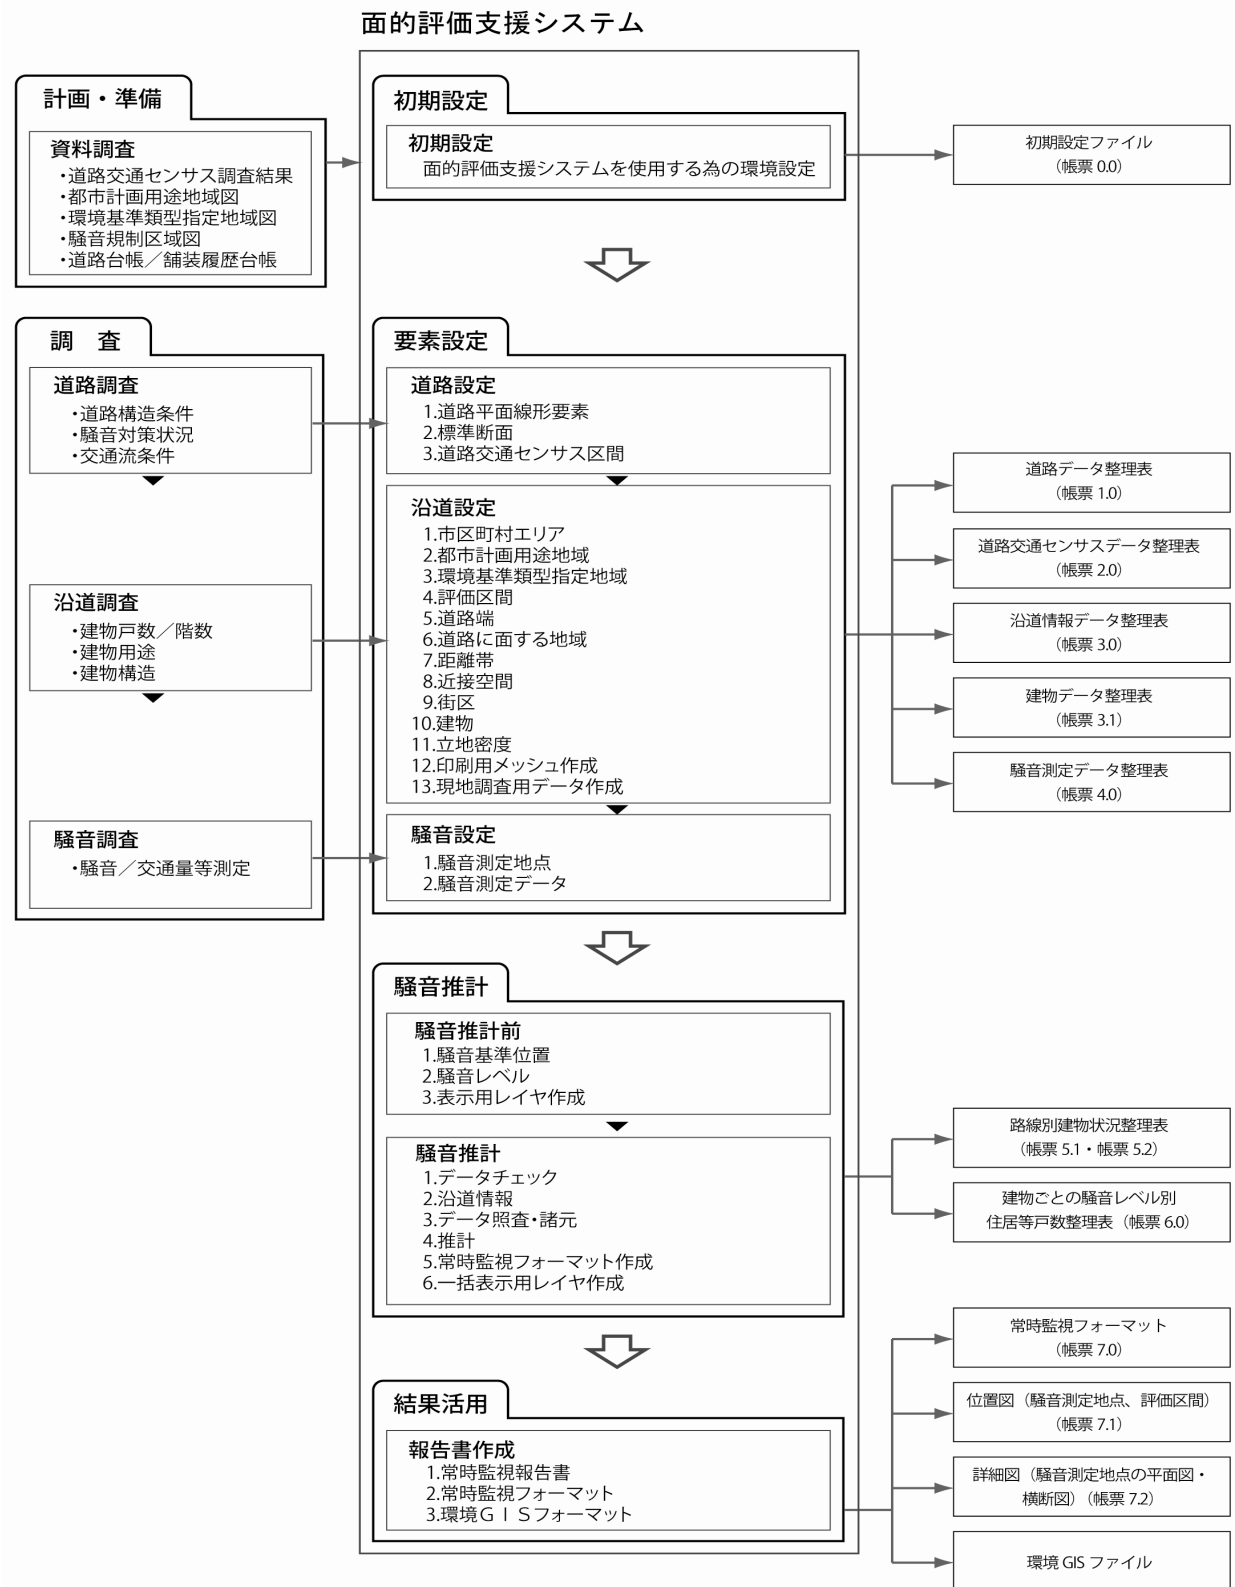 面的評価支援システム
計画・準備
資料調査
・道路交通センサス調査結果
・都市計画用途地域図
・環境基準類型指定地域図
・騒音規制区域図
・道路台帳／舗装履歴台帳
初期設定
初期設定
面的評価支援システムを使用する為の環境設定
初期設定ファイル
（帳票 0.0）
調　査
道路調査
・道路構造条件
・騒音対策状況
・交通流条件
沿道調査
・建物戸数／階数
・建物用途
・建物構造
騒音調査
・騒音／交通量等測定
要素設定
道路設定
1.道路平面線形要素
2.標準断面
3.道路交通センサス区間
沿道設定
1.市区町村エリア
2.都市計画用途地域
3.環境基準類型指定地域
4.評価区間
5.道路端
6.道路に面する地域
7.距離帯
8.近接空間
9.街区
10.建物
11.立地密度
12.印刷用メッシュ作成
13.現地調査用データ作成
騒音設定
1.騒音測定地点
2.騒音測定データ
道路データ整理表
（帳票 1.0）
道路交通センサスデータ整理表
（帳票 2.0）
沿道情報データ整理表
（帳票 3.0）
建物データ整理表
（帳票 3.1）
騒音測定データ整理表
（帳票 4.0）
騒音推計
騒音推計前
1.騒音基準位置
2.騒音レベル
3.表示用レイヤ作成
騒音推計
1.データチェック
2.沿道情報
3.データ照査・諸元
4.推計
5.常時監視フォーマット作成
6.一括表示用レイヤ作成
路線別建物状況整理表
（帳票 5.1・帳票 5.2）
建物ごとの騒音レベル別
住居等戸数整理表（帳票 6.0）
結果活用
報告書作成
1.常時監視報告書
2.常時監視フォーマット
3.環境ＧＩＳフォーマット
常時監視フォーマット
（帳票 7.0）
位置図（騒音測定地点、評価区間）
（帳票 7.1）
詳細図（騒音測定地点の平面図・
横断図）（帳票 7.2）
環境 GIS ファイル